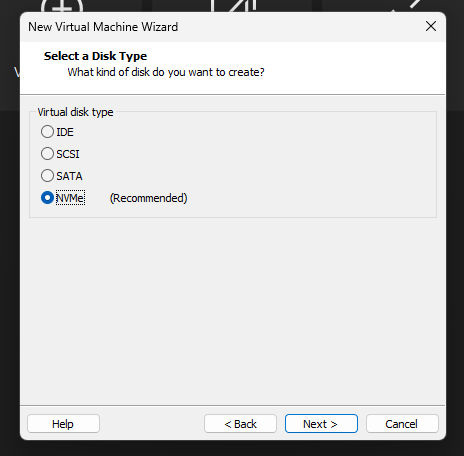 New Virtual Machine Wizard
Select a Disk Type
What kind of disk do you want to create?
Virtual disk type
IDE
SCSI
SATA
NVMe (Recommended)
Help
< Back
Next >
Cancel